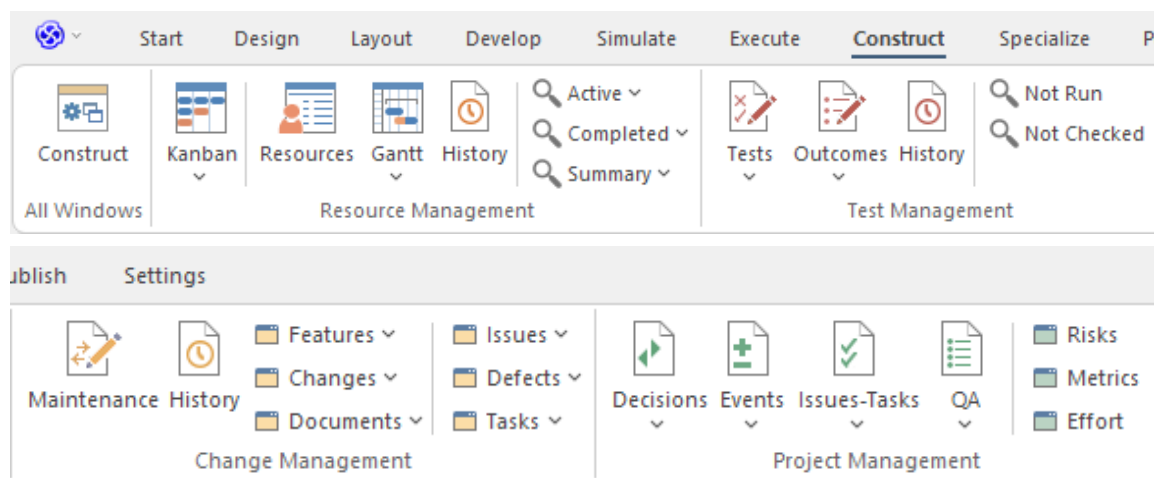 Start Design Layout Develop Simulate Execute Construct Specialize P
Construct Kanban Resources Gantt History Active Completed Summary Tests Outcomes History Not Run Not Checked
All Windows Resource Management Test Management
ublish Settings
Maintenance History Features Changes Documents Issues Defects Tasks Decisions Events Issues-Tasks QA Risks Metrics Effort
Change Management Project Management